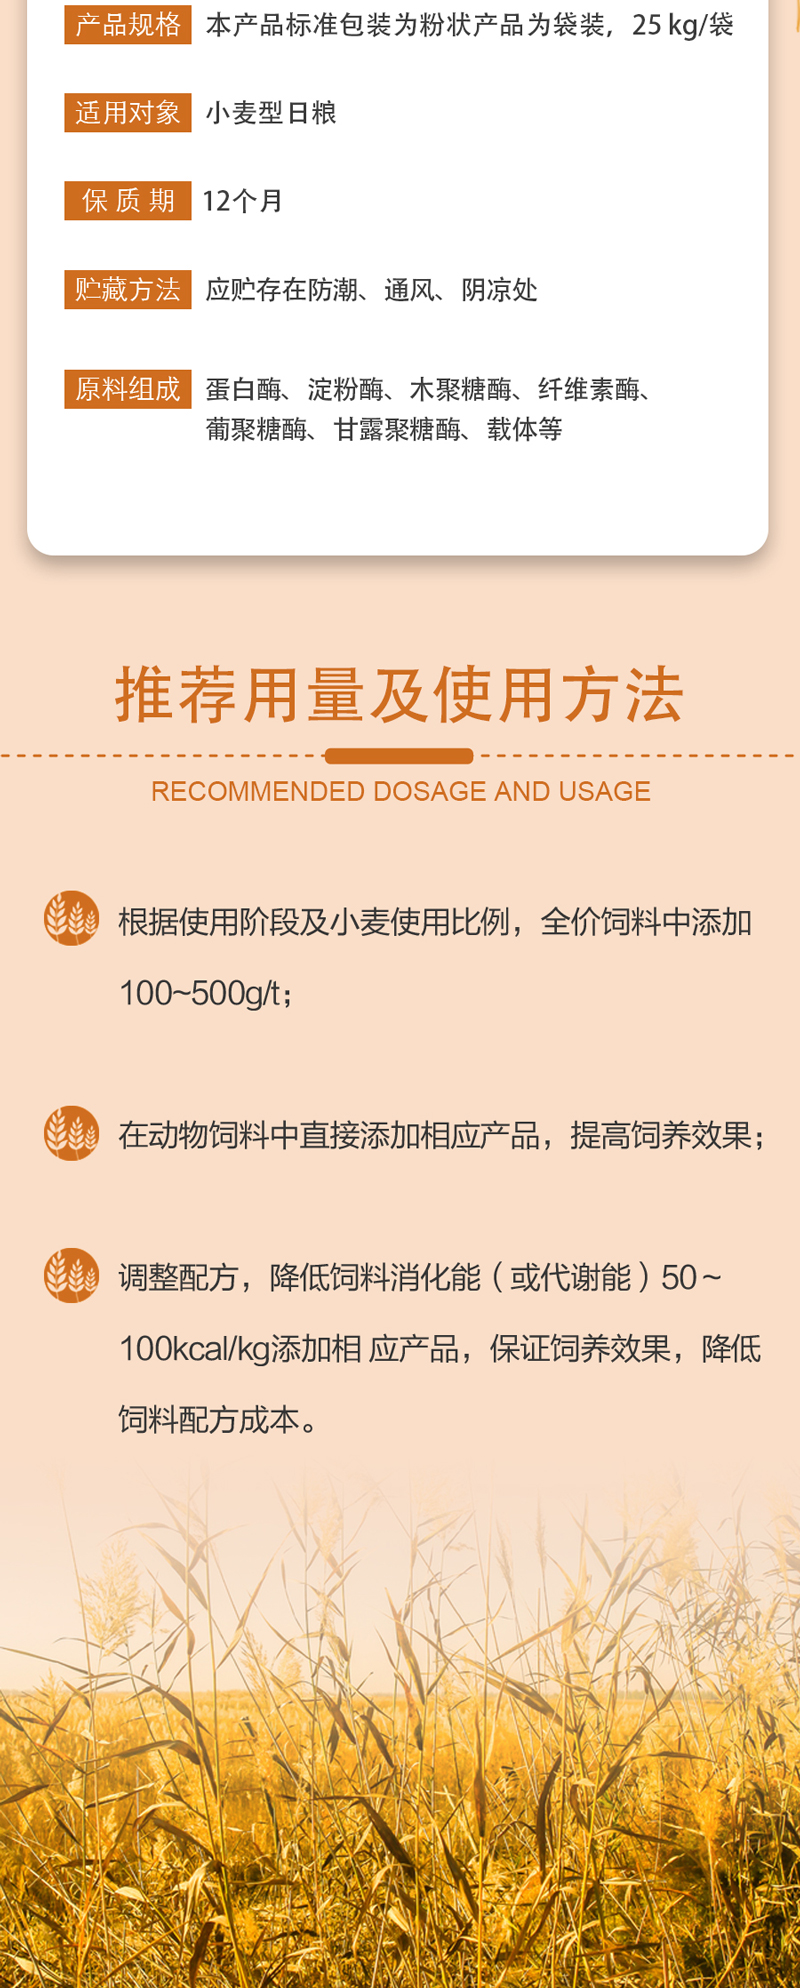 产品规格 本产品标准包装为粉状产品为袋装，25 kg/袋
适用对象 小麦型日粮
保质期 12个月
贮藏方法 应贮存在防潮、通风、阴凉处
原料组成 蛋白酶、淀粉酶、木聚糖酶、纤维素酶、
葡聚糖酶、甘露聚糖酶、载体等
推荐用量及使用方法
RECOMMENDED DOSAGE AND USAGE
根据使用阶段及小麦使用比例，全价饲料中添加
100~500g/t；
在动物饲料中直接添加相应产品，提高饲养效果；
调整配方，降低饲料消化能（或代谢能）50～
100kcal/kg添加相 应产品，保证饲养效果，降低
饲料配方成本。